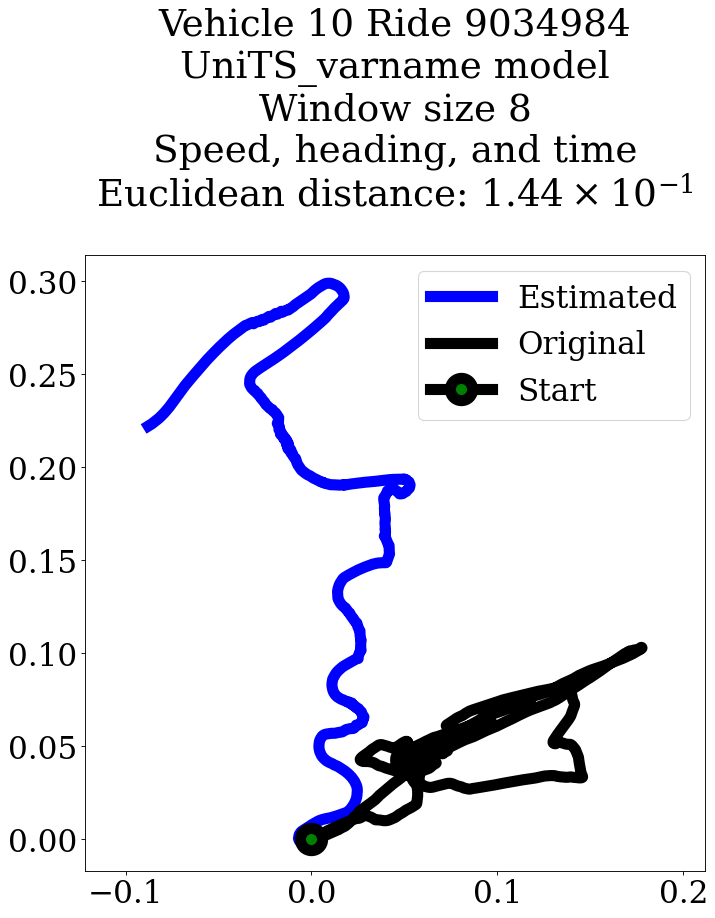 Vehicle 10 Ride 9034984
UniTS_varname model
Window size 8
Speed, heading, and time
Euclidean distance: 1.44 × 10⁻¹
Estimated
Original
Start
0.30
0.25
0.20
0.15
0.10
0.05
0.00
−0.1 0.0 0.1 0.2